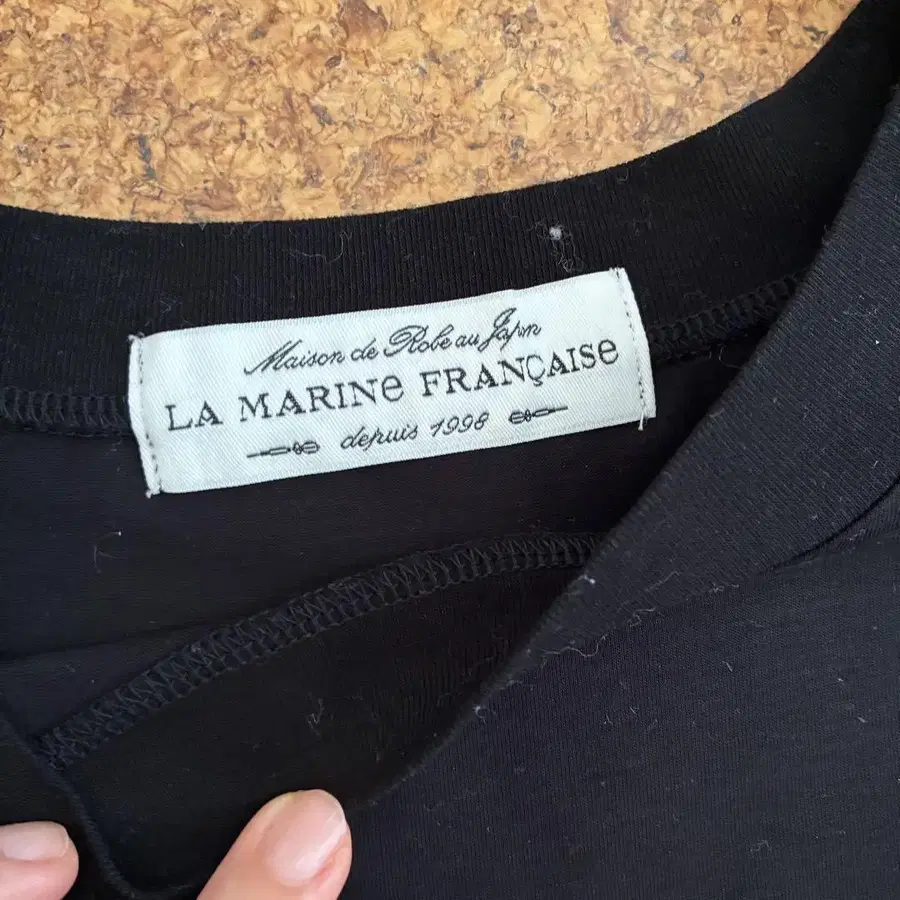 Maison de Robe au Japon
LA MARINe FRANÇAISe
depuis 1998